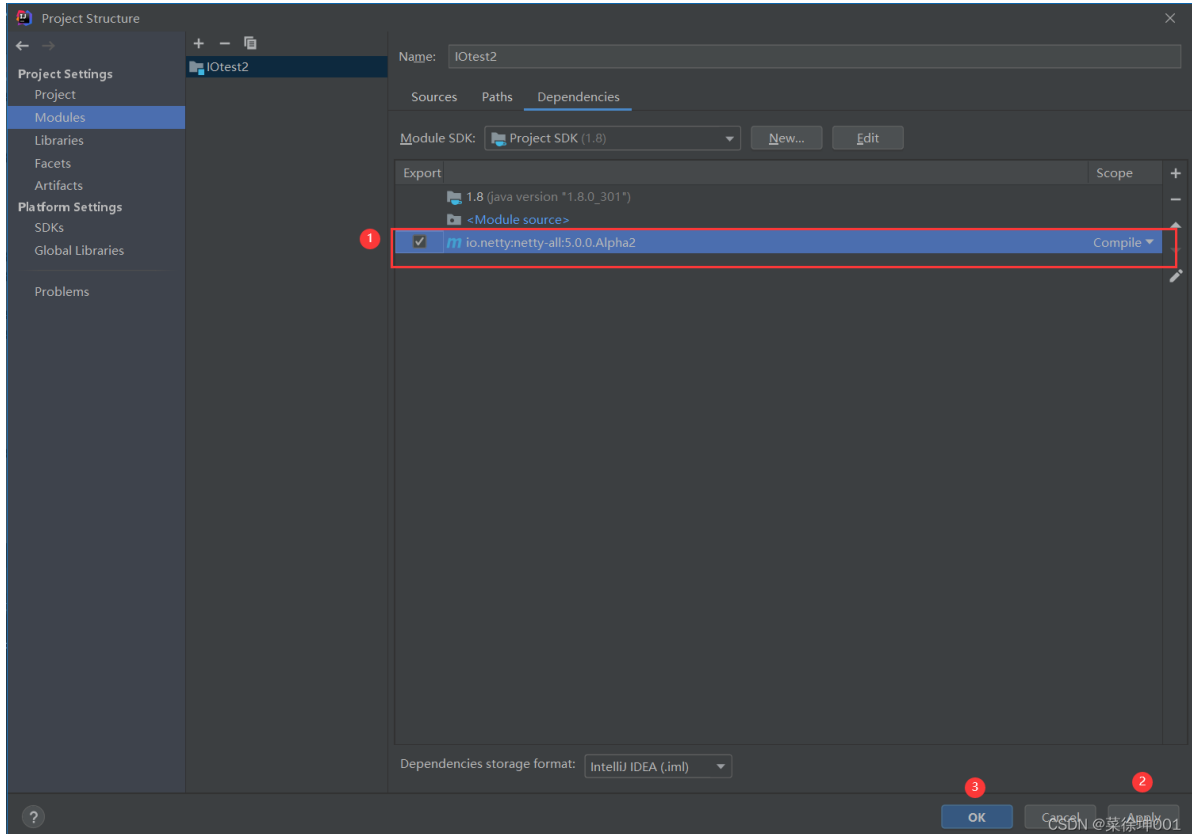 Project Structure
Project Settings
Project
Modules
Libraries
Facets
Artifacts
Platform Settings
SDKs
Global Libraries
Problems
IOtest2
Name: IOtest2
Sources Paths Dependencies
Module SDK: Project SDK (1.8) New... Edit
Export Scope
1.8 (java version "1.8.0_301")
<Module source>
1 m io.netty:netty-all:5.0.0.Alpha2 Compile
Dependencies storage format: IntelliJ IDEA (.iml)
3 2
? OK Cancel Apply
CSDN @菜徐坤001